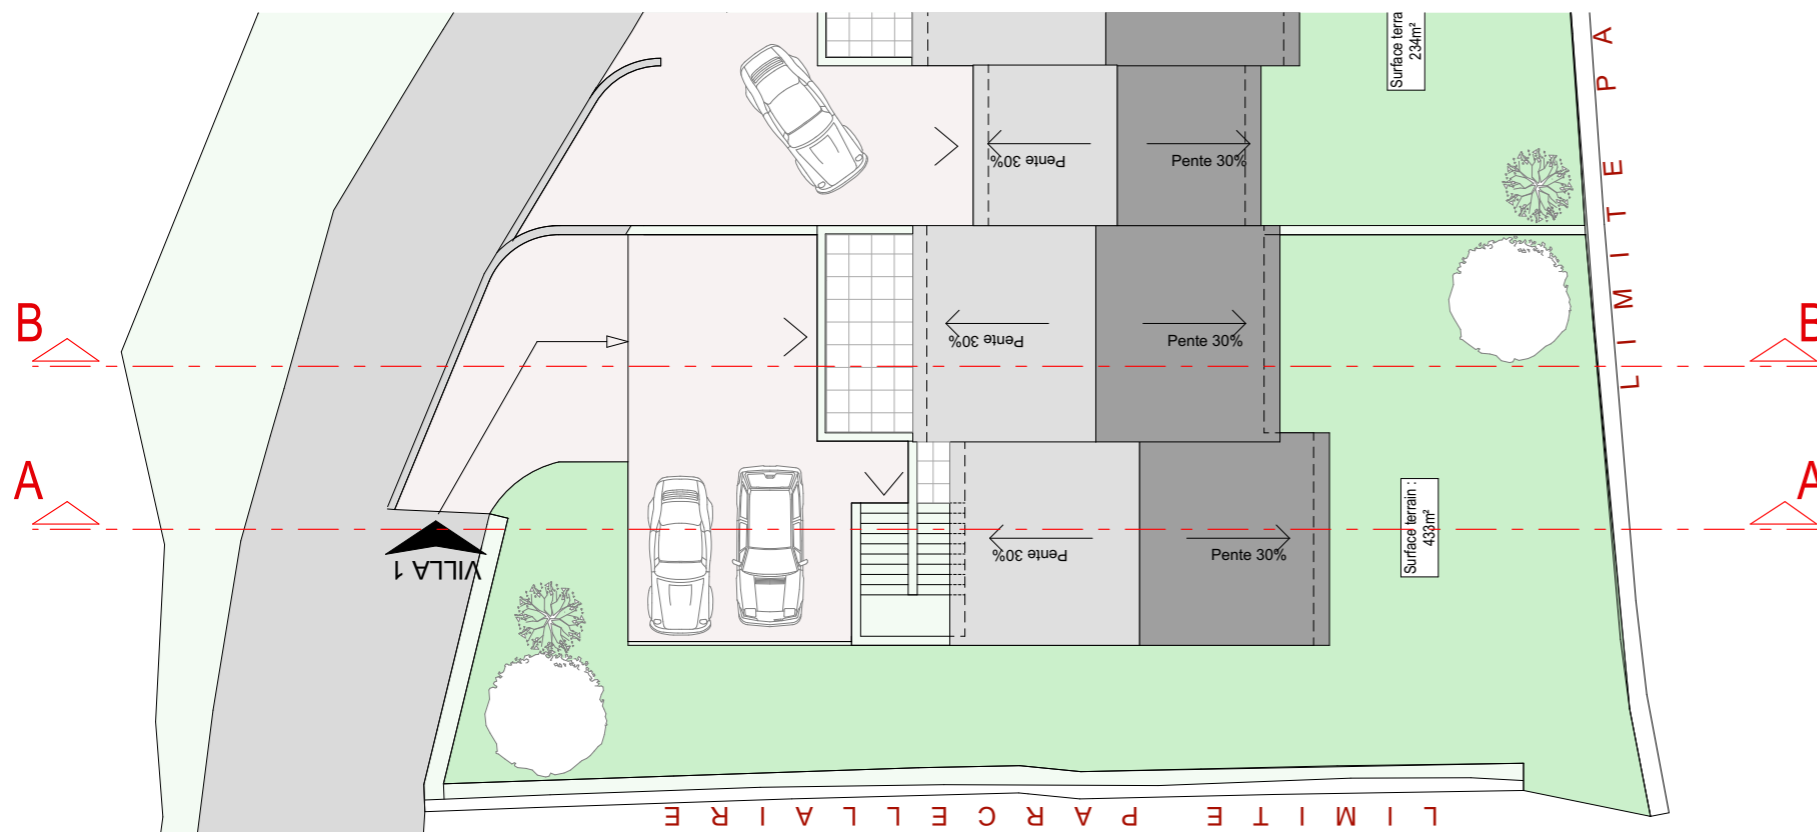 Surface terra
234m²
LIMITE PA
Pente 30%
Pente 30%
B
B
Pente 30%
Pente 30%
A
A
Surface terrain :
433m²
Pente 30%
Pente 30%
VILLA 1
LIMITE PARCELLAIRE